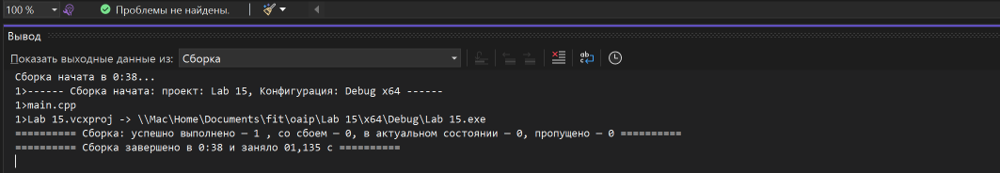 100 %
Проблемы не найдены.
Вывод
Показать выходные данные из: Сборка
Сборка начата в 0:38...
1>------ Сборка начата: проект: Lab 15, Конфигурация: Debug x64 ------
1>main.cpp
1>Lab 15.vcxproj -> \\Mac\Home\Documents\fit\oaip\Lab 15\x64\Debug\Lab 15.exe
========== Сборка: успешно выполнено — 1 , со сбоем — 0, в актуальном состоянии — 0, пропущено — 0 ==========
========== Сборка завершено в 0:38 и заняло 01,135 с ==========